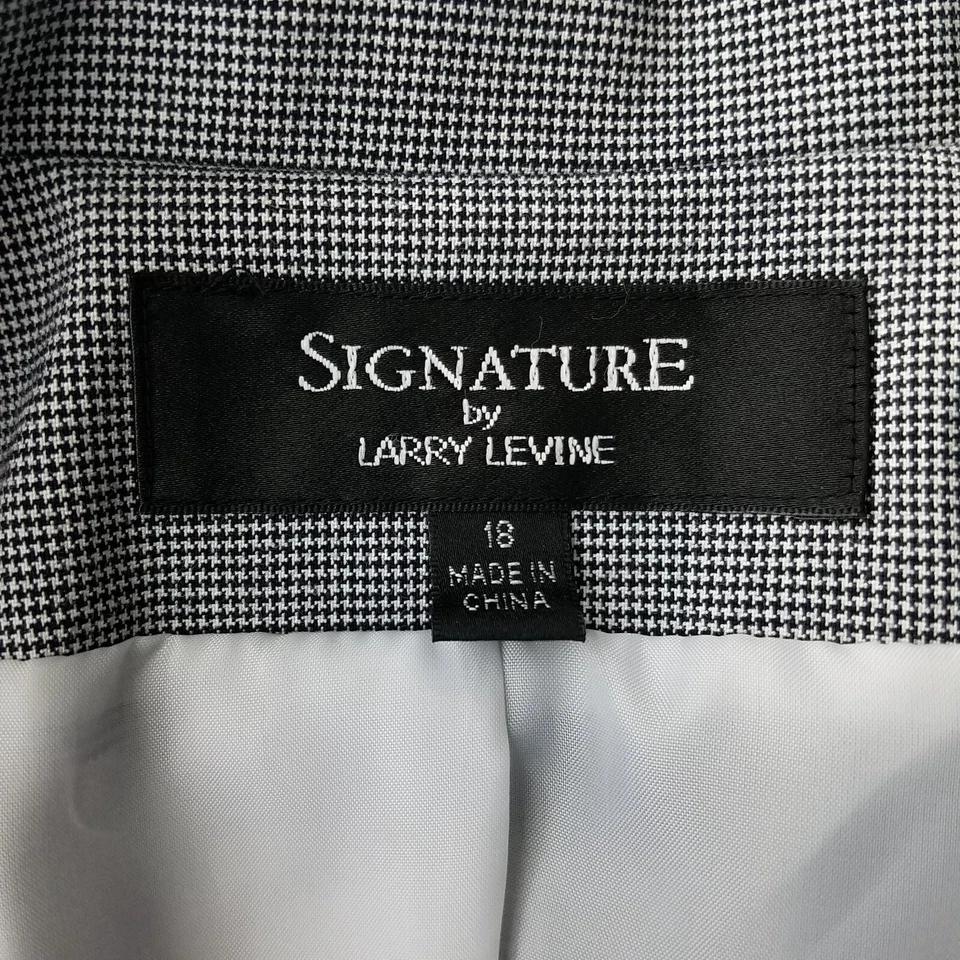 SIGNATURE
by
LARRY LEVINE
18
MADE IN
CHINA